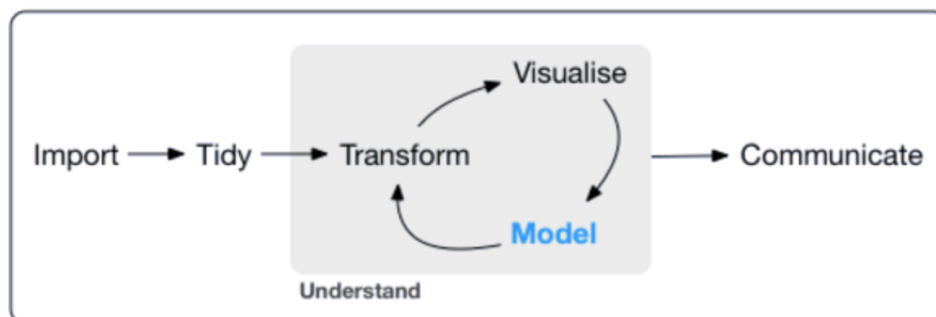 Visualise
Import Tidy Transform Communicate
Model
Understand